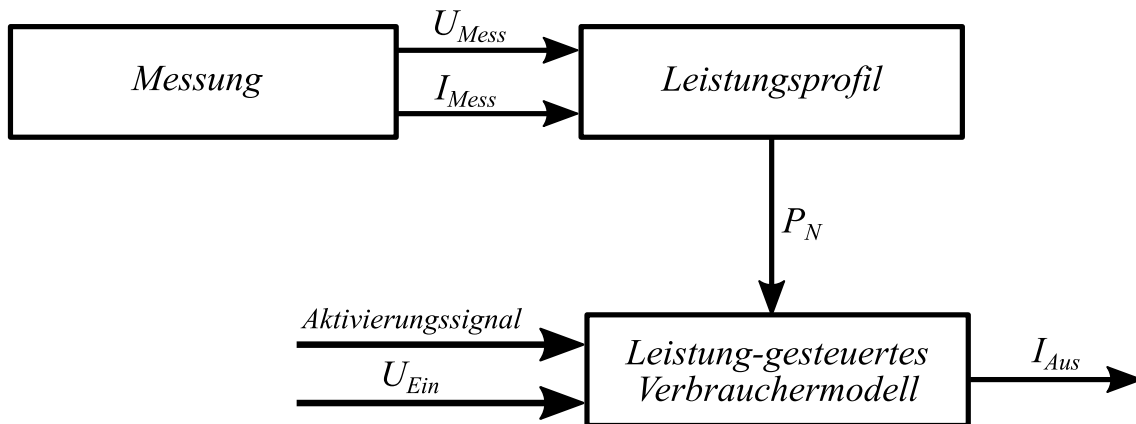 U_Mess
Messung
Leistungsprofil
I_Mess
P_N
Aktivierungssignal
Leistung-gesteuertes
Verbrauchermodell
I_Aus
U_Ein